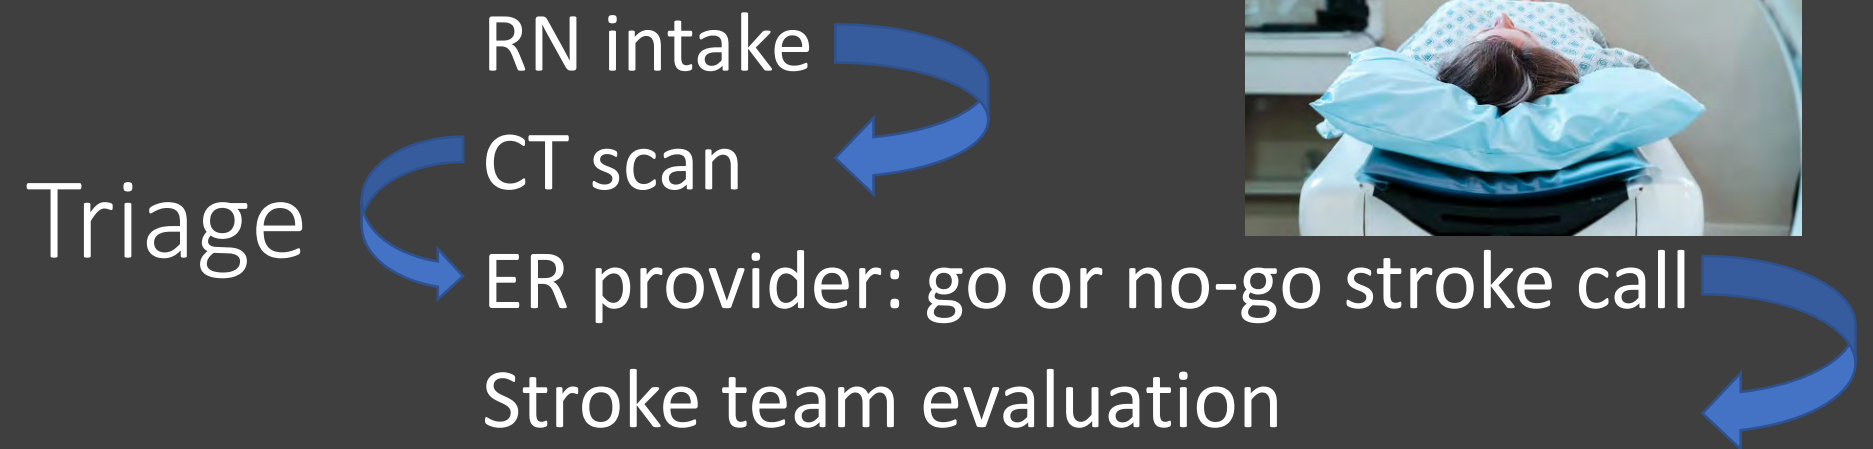 Triage
RN intake
CT scan
ER provider: go or no-go stroke call
Stroke team evaluation